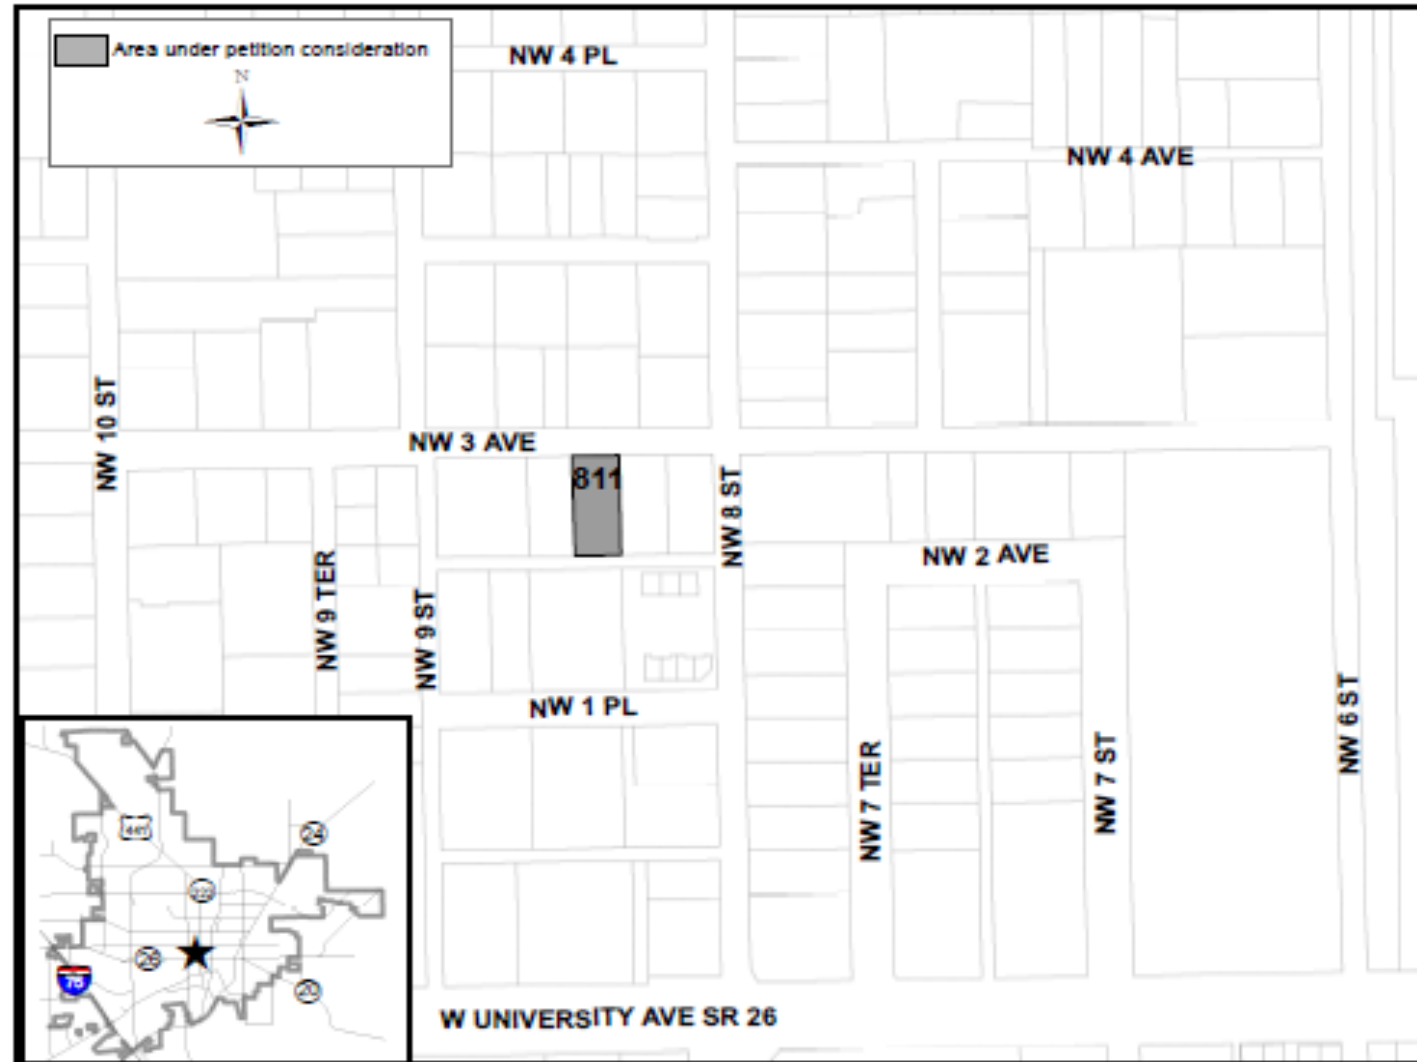 Area under petition consideration
N
NW 4 PL
NW 4 AVE
NW 10 ST
NW 3 AVE
811
NW 8 ST
NW 2 AVE
NW 9 TER
NW 9 ST
NW 1 PL
NW 6 ST
NW 7 TER
NW 7 ST
441
24
222
26
75
20
W UNIVERSITY AVE SR 26